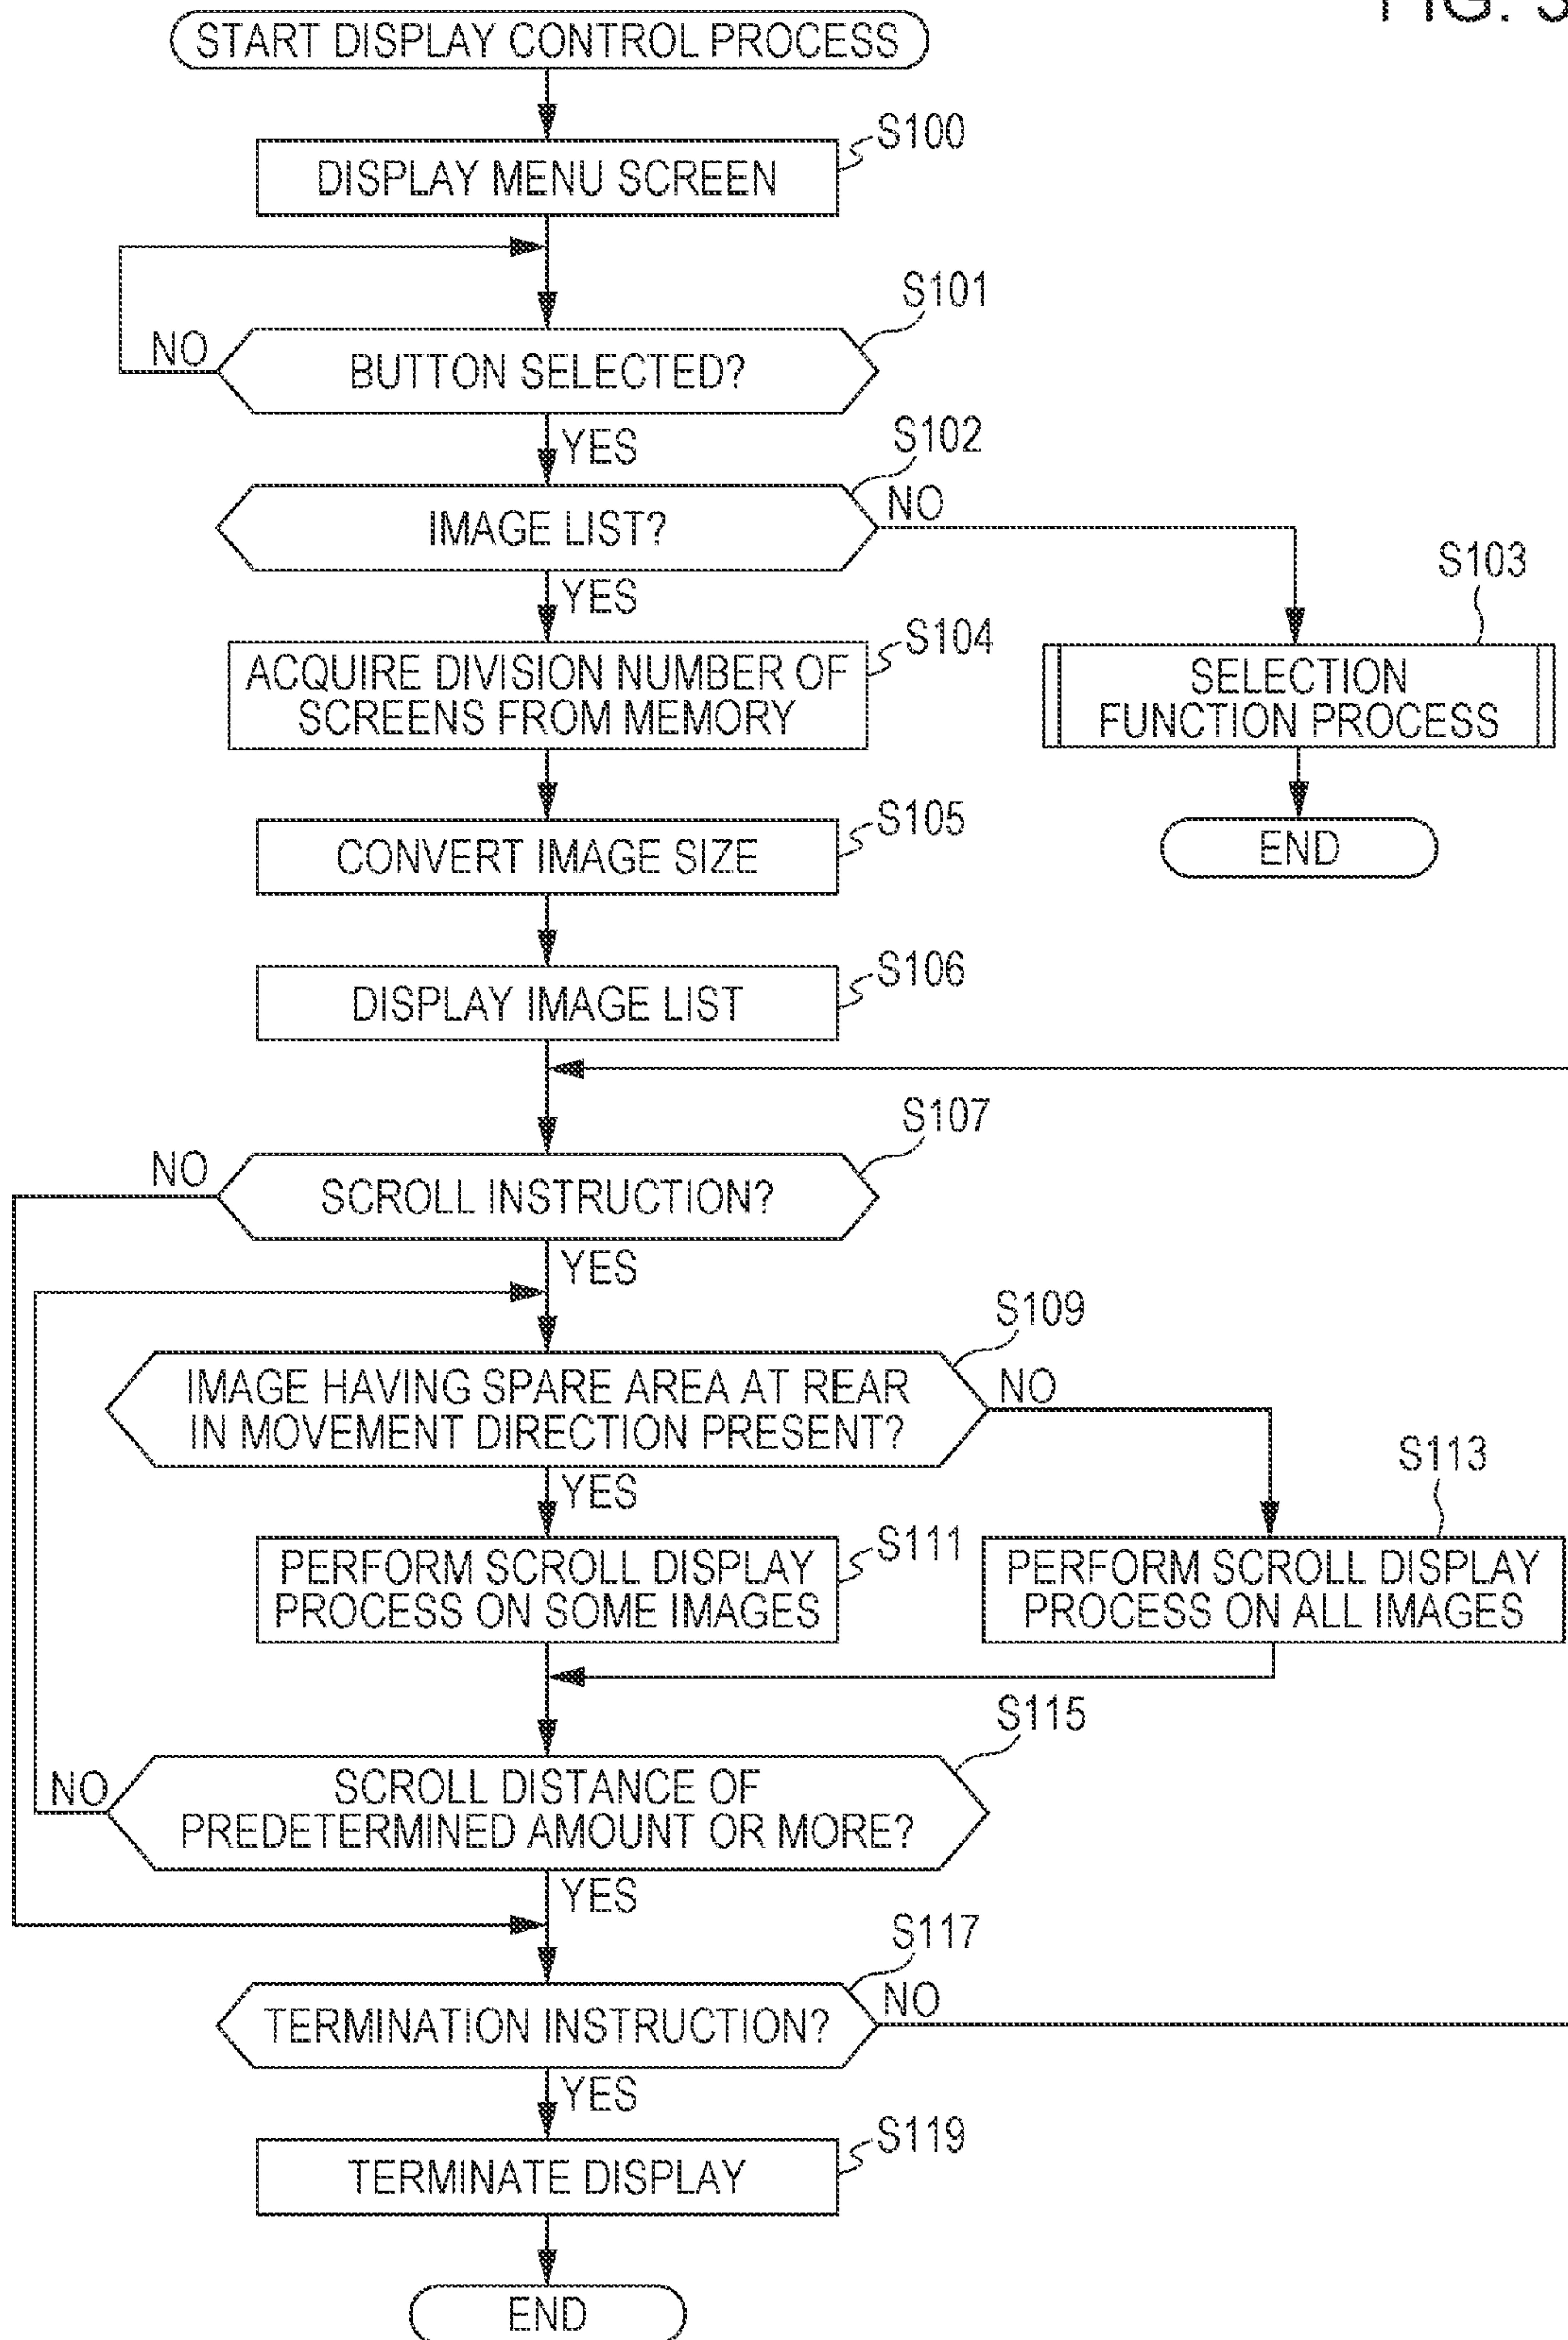 FIG. 3
START DISPLAY CONTROL PROCESS
S100
DISPLAY MENU SCREEN
S101
NO
BUTTON SELECTED?
YES
S102
IMAGE LIST?
NO
YES
S103
SELECTION
FUNCTION PROCESS
END
S104
ACQUIRE DIVISION NUMBER OF
SCREENS FROM MEMORY
S105
CONVERT IMAGE SIZE
S106
DISPLAY IMAGE LIST
S107
NO
SCROLL INSTRUCTION?
YES
S109
IMAGE HAVING SPARE AREA AT REAR
IN MOVEMENT DIRECTION PRESENT?
NO
YES
S111
PERFORM SCROLL DISPLAY
PROCESS ON SOME IMAGES
S113
PERFORM SCROLL DISPLAY
PROCESS ON ALL IMAGES
S115
NO
SCROLL DISTANCE OF
PREDETERMINED AMOUNT OR MORE?
YES
S117
TERMINATION INSTRUCTION?
NO
YES
S119
TERMINATE DISPLAY
END